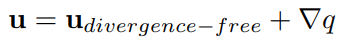 𝐮 = 𝐮_{divergence−free} + ∇q